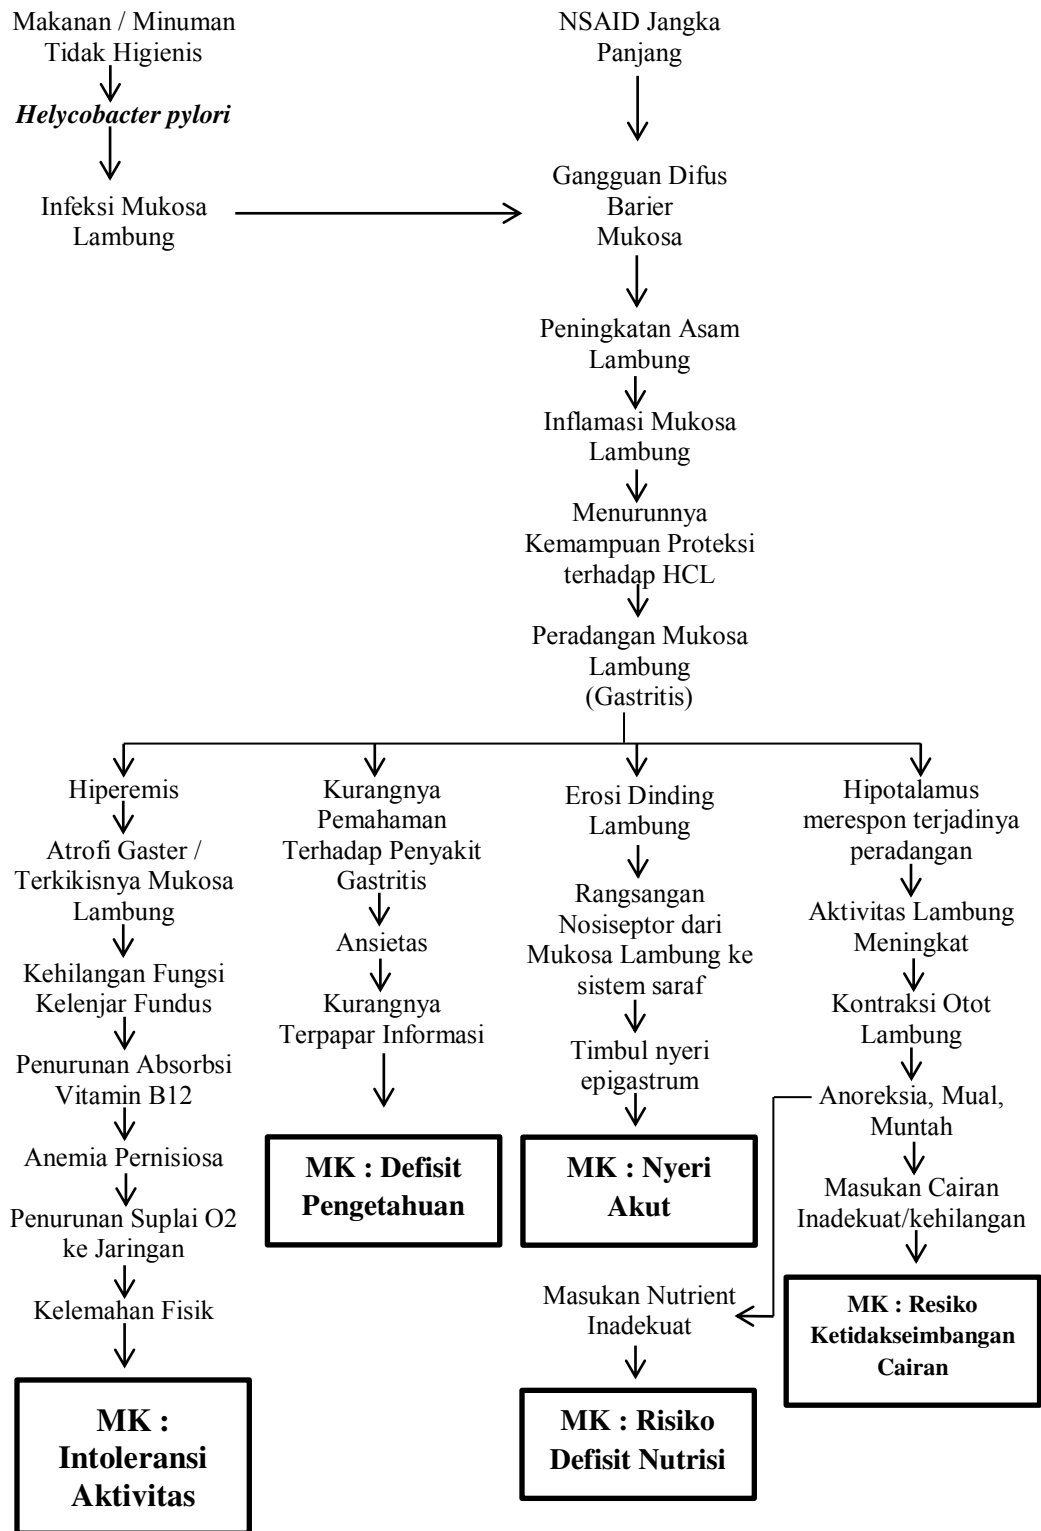 Makanan / Minuman
Tidak Higienis
NSAID Jangka
Panjang
Helycobacter pylori
Infeksi Mukosa
Lambung
Gangguan Difus
Barier
Mukosa
Peningkatan Asam
Lambung
Inflamasi Mukosa
Lambung
Menurunnya
Kemampuan Proteksi
terhadap HCL
Peradangan Mukosa
Lambung
(Gastritis)
Hiperemis
Atrofi Gaster /
Terkikisnya Mukosa
Lambung
Kehilangan Fungsi
Kelenjar Fundus
Penurunan Absorbsi
Vitamin B12
Anemia Pernisiosa
Penurunan Suplai O2
ke Jaringan
Kelemahan Fisik
MK :
Intoleransi
Aktivitas
Kurangnya
Pemahaman
Terhadap Penyakit
Gastritis
Ansietas
Kurangnya
Terpapar Informasi
MK : Defisit
Pengetahuan
Erosi Dinding
Lambung
Rangsangan
Nosiseptor dari
Mukosa Lambung ke
sistem saraf
Timbul nyeri
epigastrum
MK : Nyeri
Akut
Hipotalamus
merespon terjadinya
peradangan
Aktivitas Lambung
Meningkat
Kontraksi Otot
Lambung
Anoreksia, Mual,
Muntah
Masukan Cairan
Inadekuat/kehilangan
MK : Resiko
Ketidakseimbangan
Cairan
Masukan Nutrient
Inadekuat
MK : Risiko
Defisit Nutrisi